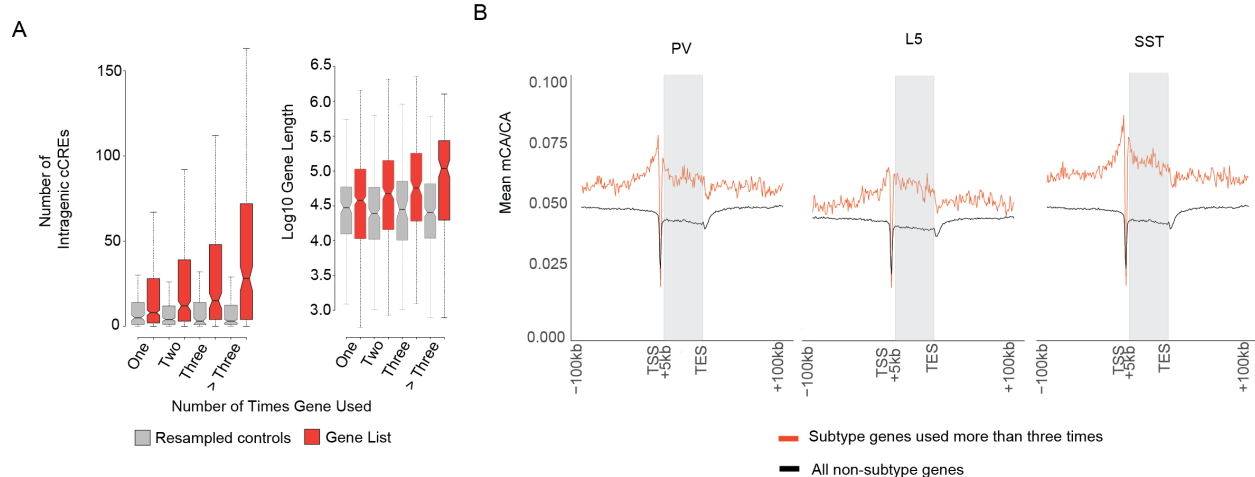 A
Number of
Intragenic cCREs
150
100
50
0
One
Two
Three
> Three
Log10 Gene Length
6.5
6.0
5.5
5.0
4.5
4.0
3.5
3.0
One
Two
Three
> Three
Number of Times Gene Used
Resampled controls
Gene List
B
PV
L5
SST
Mean mCA/CA
0.100
0.075
0.050
0.025
0.000
−100kb
TSS
+5kb
TES
+100kb
−100kb
TSS
+5kb
TES
+100kb
−100kb
TSS
+5kb
TES
+100kb
Subtype genes used more than three times
All non-subtype genes